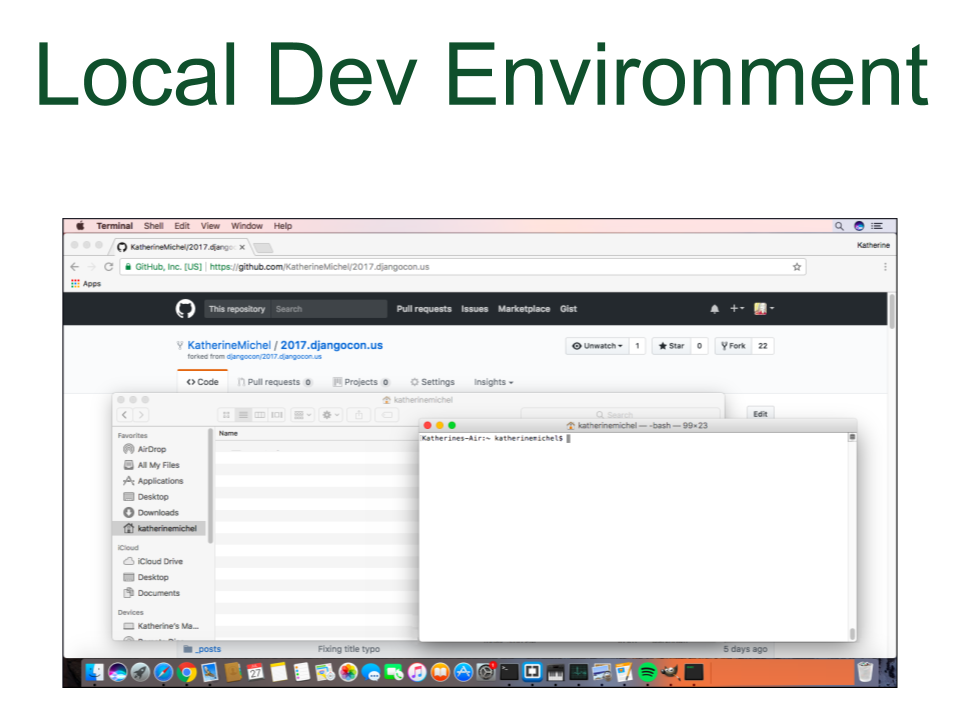 Local Dev Environment
Terminal Shell Edit View Window Help
KatherineMichel/2017.django
Katherine
GitHub, Inc. [US] https://github.com/KatherineMichel/2017.djangocon.us
Apps
This repository Search Pull requests Issues Marketplace Gist
KatherineMichel / 2017.djangocon.us
Unwatch 1 Star 0 Fork 22
forked from djangocon/2017.djangocon.us
Code Pull requests 0 Projects 0 Settings Insights
katherinemichel
Search
Edit
katherinemichel — -bash — 99×23
Katherines-Air:~ katherinemichel$
Favorites
Name
AirDrop
All My Files
Applications
Desktop
Downloads
katherinemichel
iCloud
iCloud Drive
Desktop
Documents
Devices
Katherine's Ma...
_posts Fixing title typo 5 days ago
27